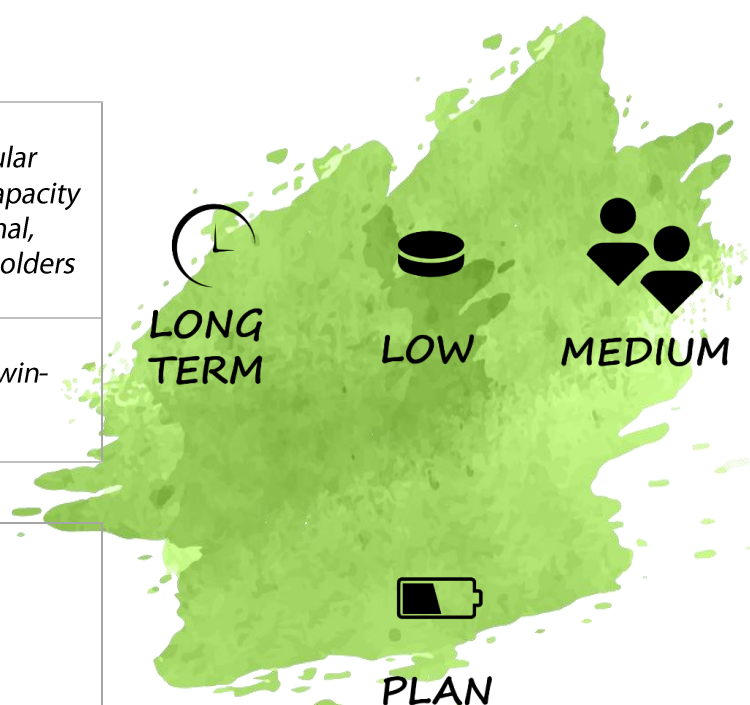 ular
apacity
nal,
olders
win-
LONG
TERM
LOW
MEDIUM
PLAN